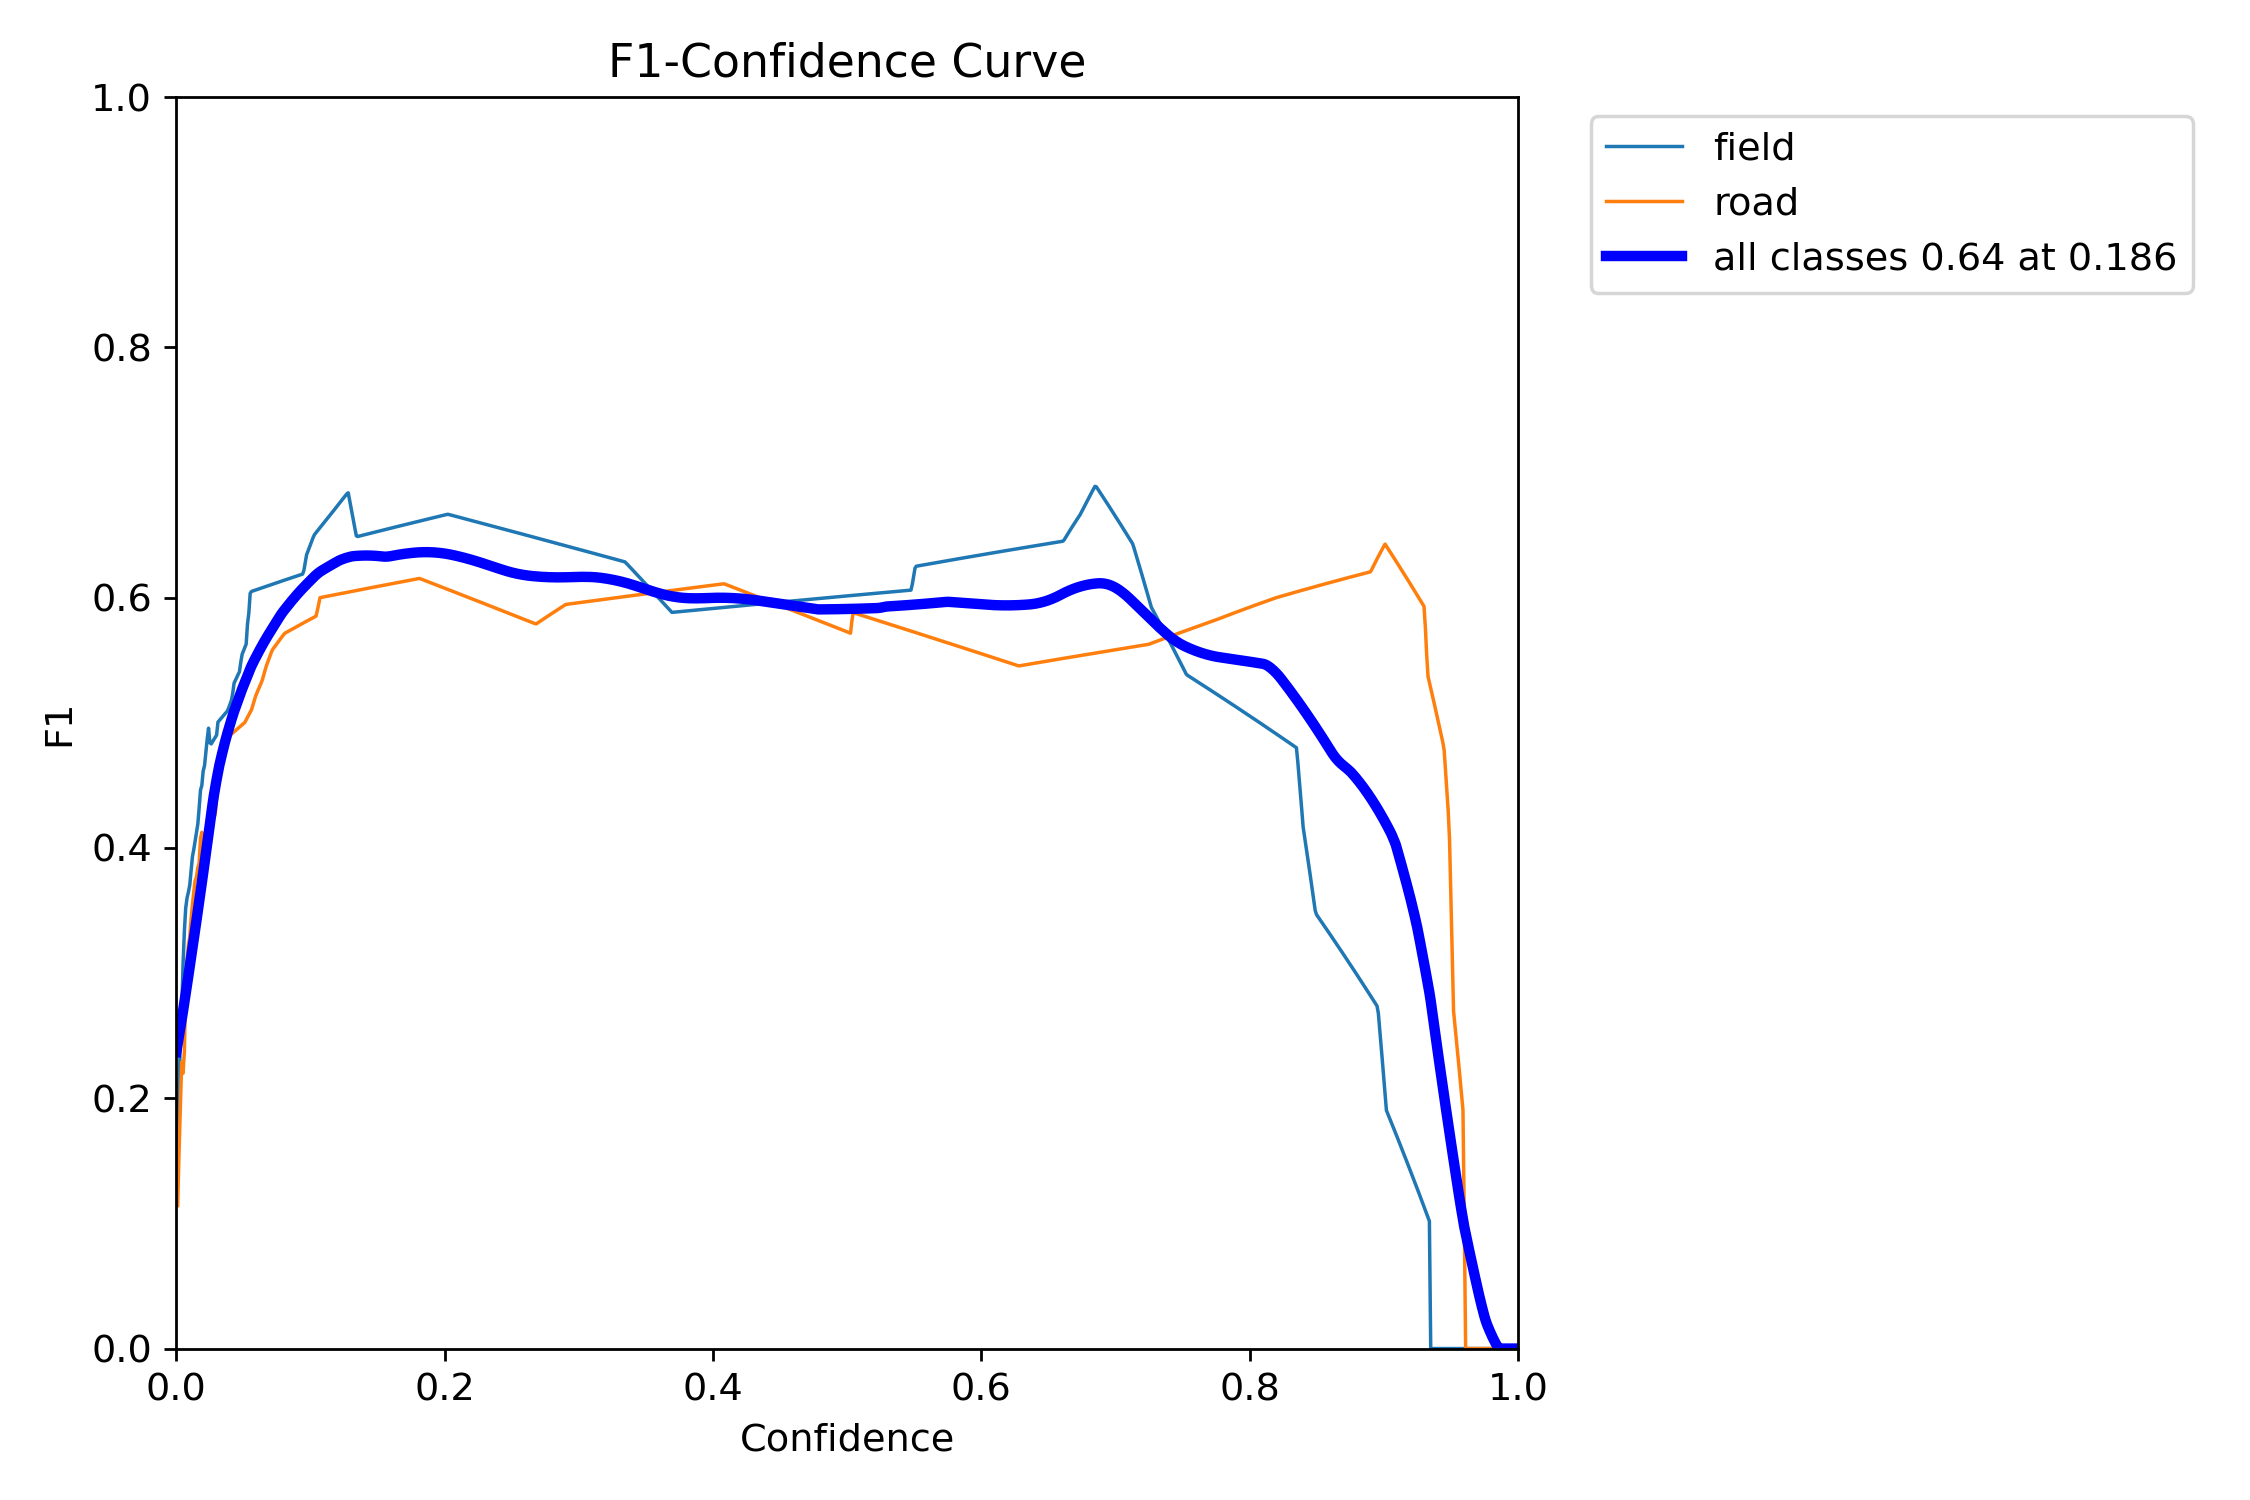 F1-Confidence Curve
1.0
0.8
0.6
0.4
0.2
0.0
F1
0.0 0.2 0.4 0.6 0.8 1.0
Confidence
field
road
all classes 0.64 at 0.186